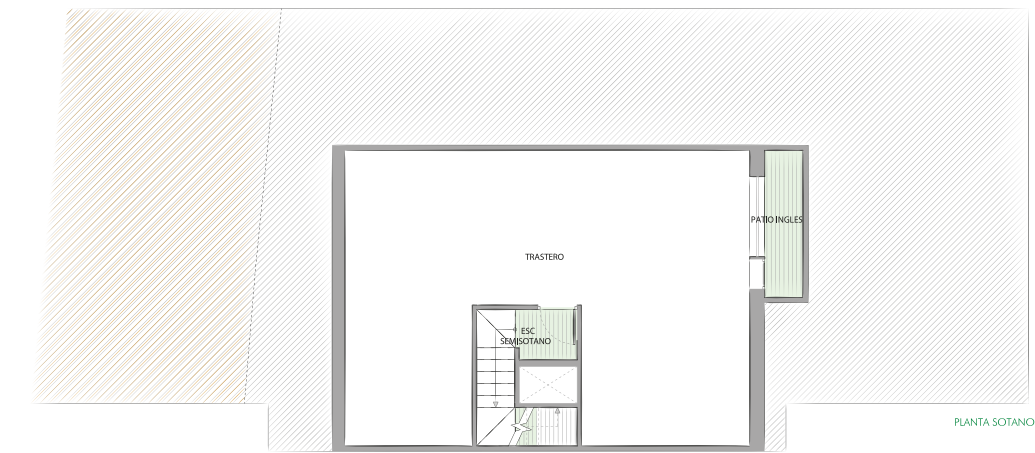 PATIO INGLES
TRASTERO
ESC
SEMISOTANO
PLANTA SOTANO